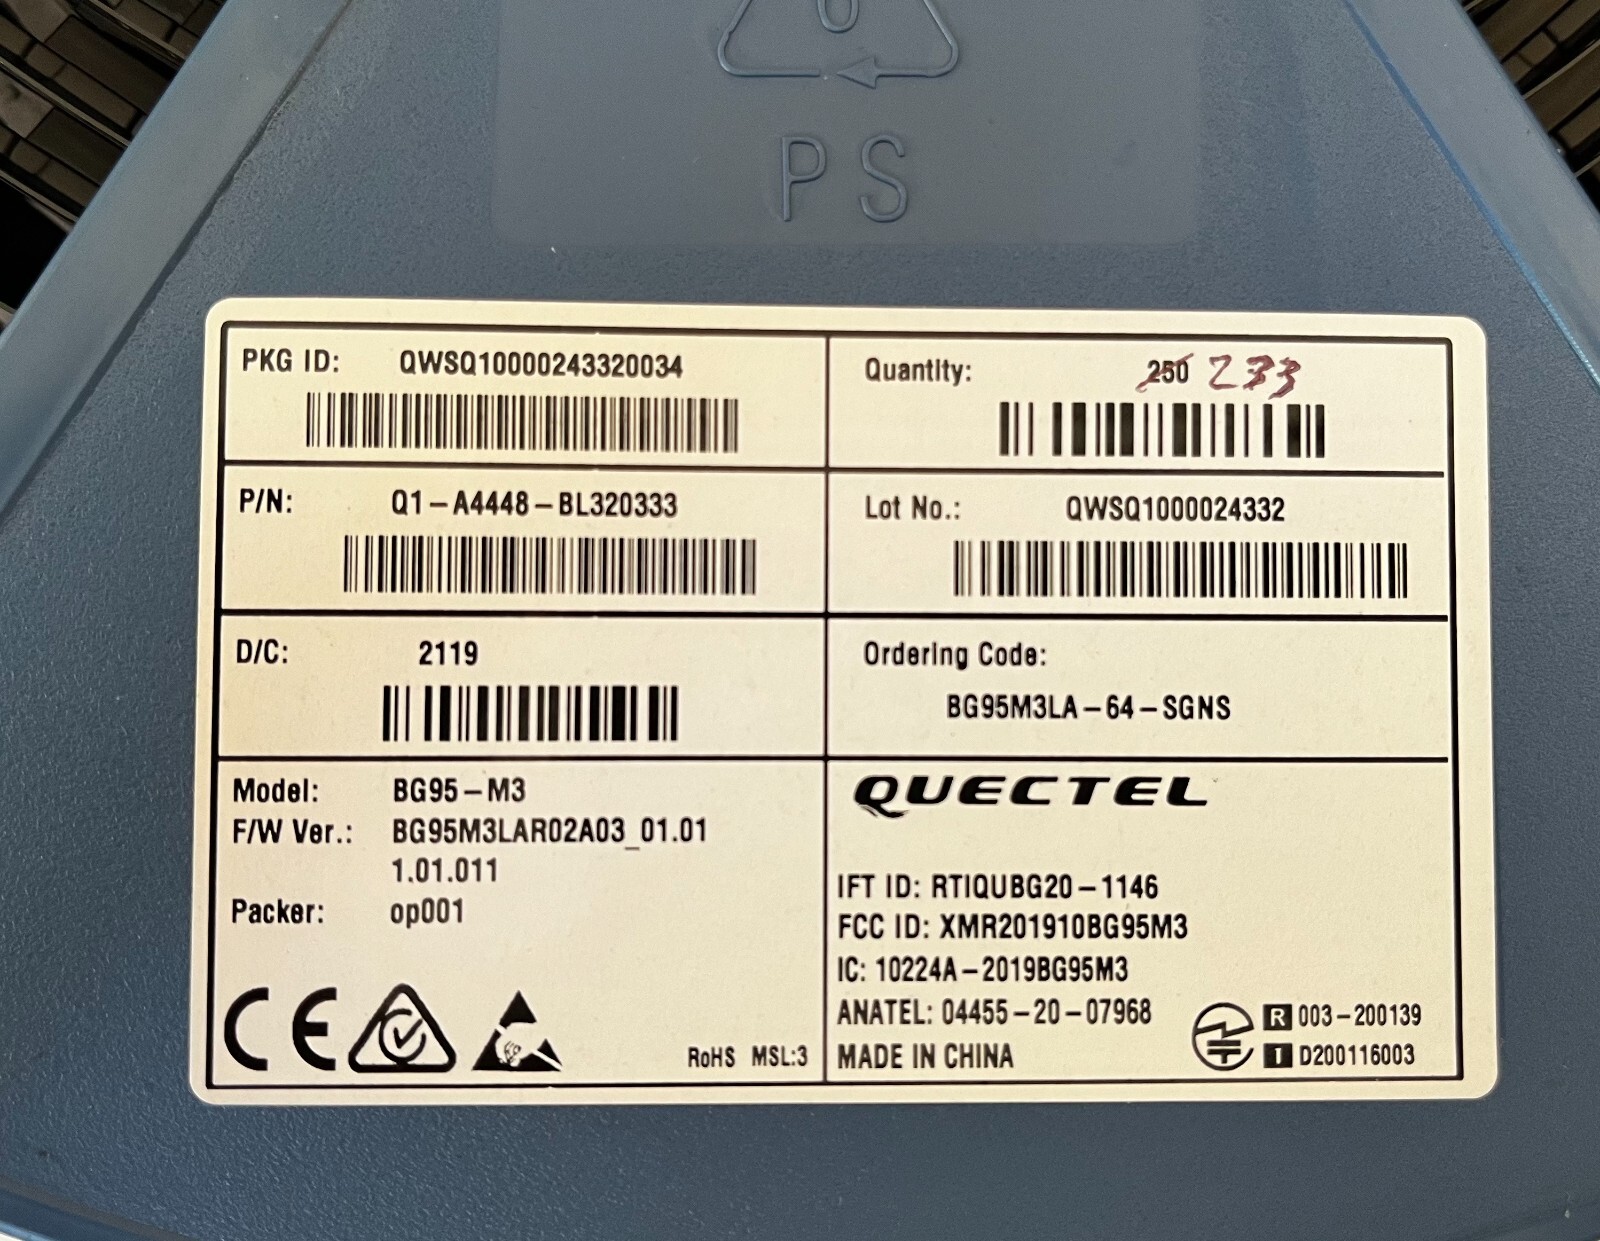 6
PS
PKG ID: QWSQ10000243320034
Quantity: 250 233
P/N: Q1-A4448-BL320333
Lot No.: QWSQ1000024332
D/C: 2119
Ordering Code:
BG95M3LA-64-SGNS
Model: BG95-M3
F/W Ver.: BG95M3LAR02A03_01.01
1.01.011
Packer: op001
CE
RoHS MSL:3
QUECTEL
IFT ID: RTIQUBG20-1146
FCC ID: XMR201910BG95M3
IC: 10224A-2019BG95M3
ANATEL: 04455-20-07968
MADE IN CHINA
R 003-200139
T D200116003